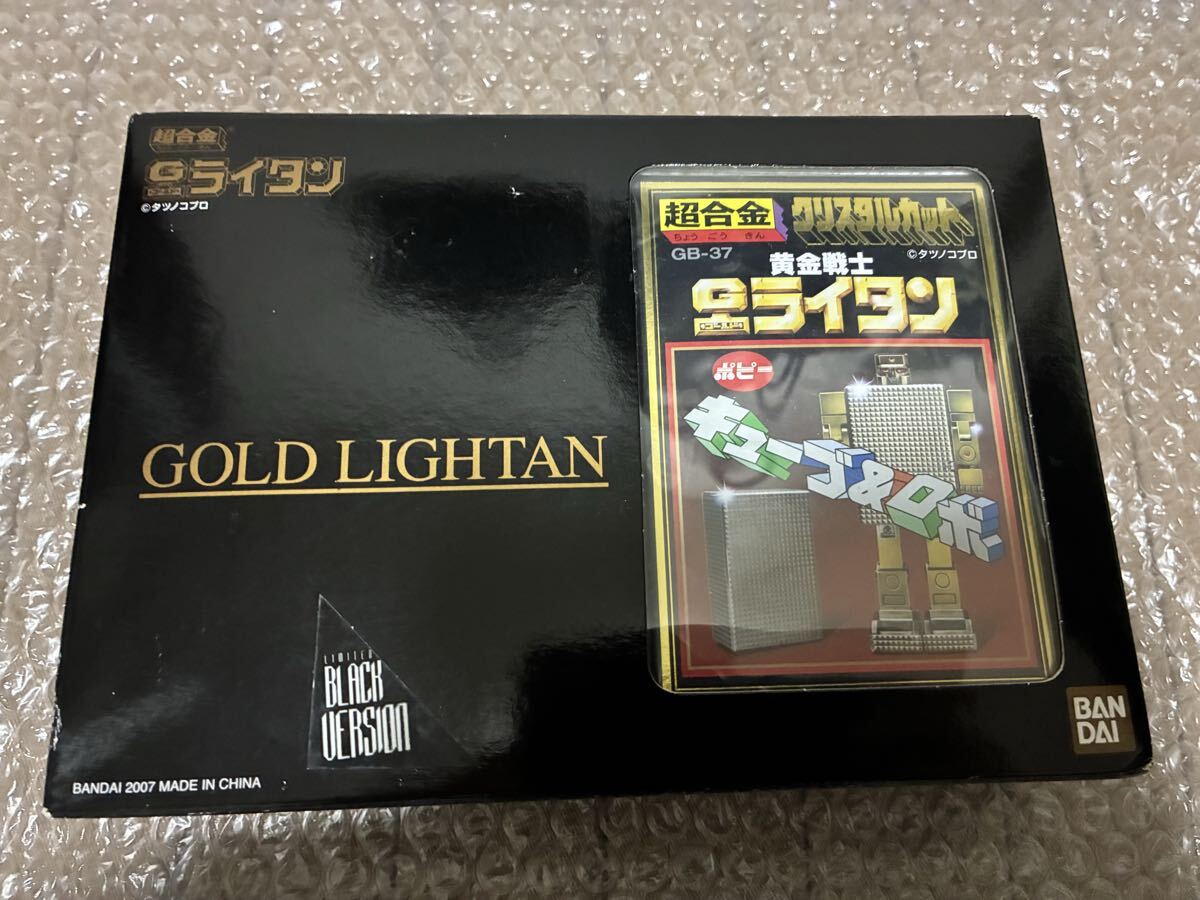 超合金
ゴールド
ライタン
©タツノコプロ
GOLD LIGHTAN
LIMITED
BLACK
VERSION
BANDAI 2007 MADE IN CHINA
超合金
ちょう ごう きん
クリスタルカット
GB-37
©タツノコプロ
黄金戦士
Gライタン
ゴールド
ポピー
キューブ&ロボ
BAN
DAI